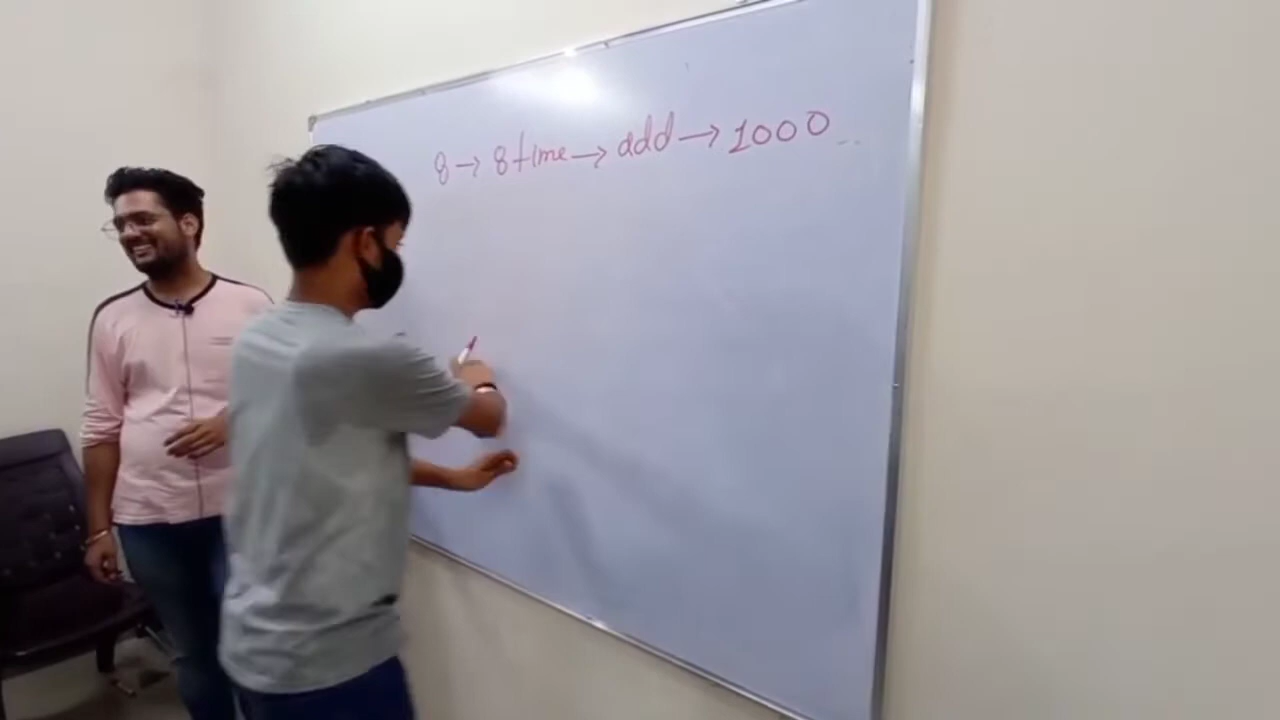 8 → 8 time → add → 1000